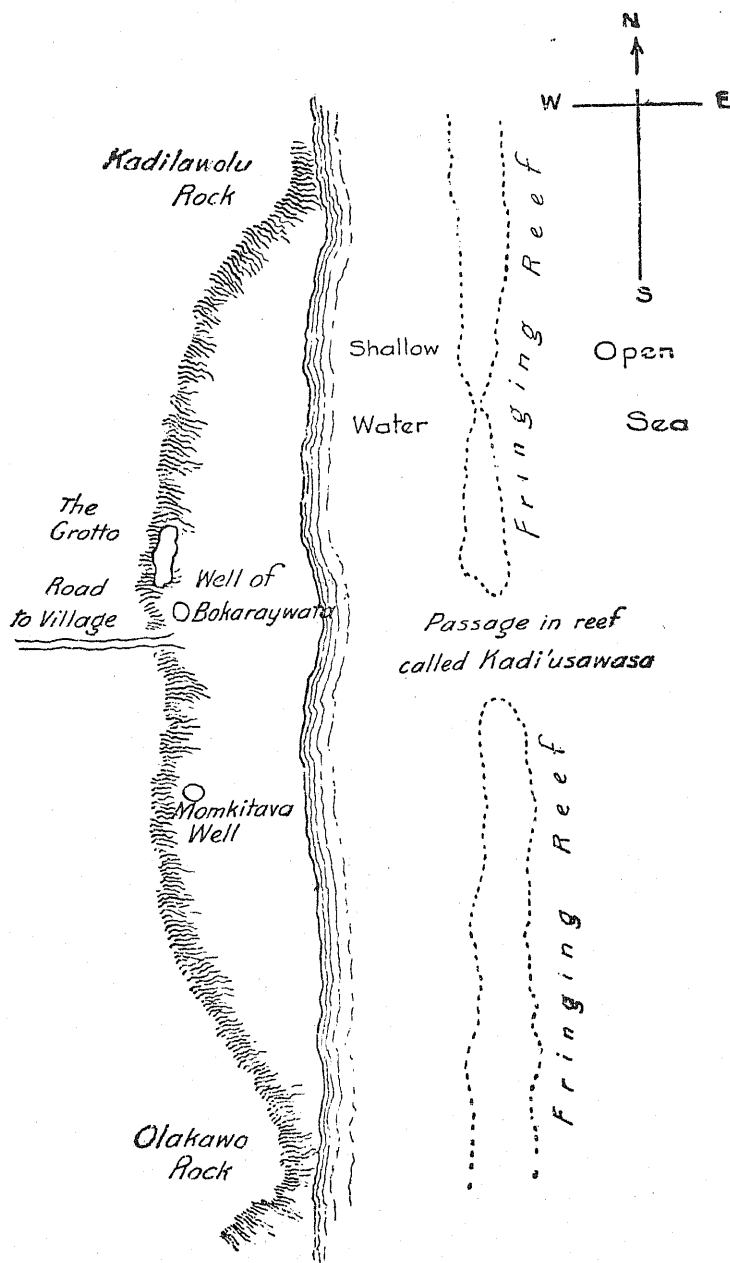 N
W E
S
Kadilawolu
Rock
Fringing Reef
Shallow
Water
Open
Sea
The
Grotto
Road
to Village
Well of
Bokaraywata
Passage in reef
called Kadi'usawasa
Momkitava
Well
Fringing Reef
Olakawo
Rock